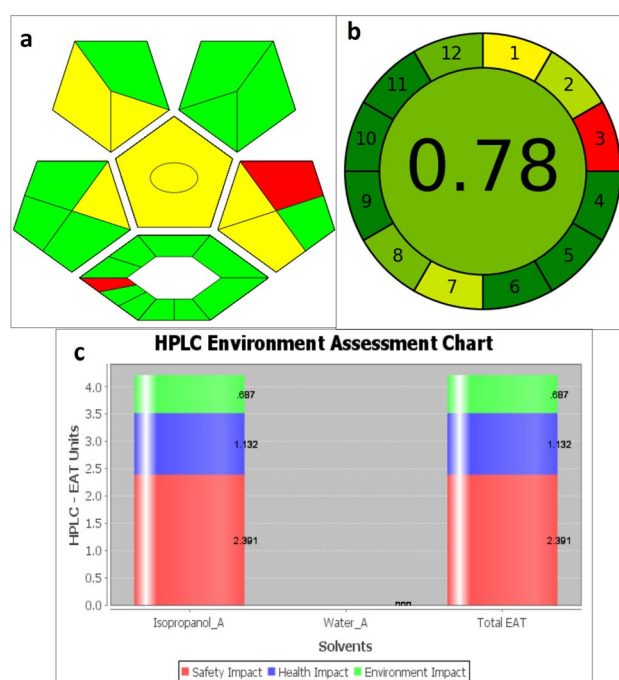 a
b
12
1
11
2
10
0.78
3
9
4
8
5
7
6
c
HPLC Environment Assessment Chart
HPLC - EAT Units
4.0
3.5
3.0
2.5
2.0
1.5
1.0
0.5
0.0
.687
1.132
2.391
.687
1.132
2.391
Isopropanol_A
Water_A
Total EAT
Solvents
Safety Impact Health Impact Environment Impact